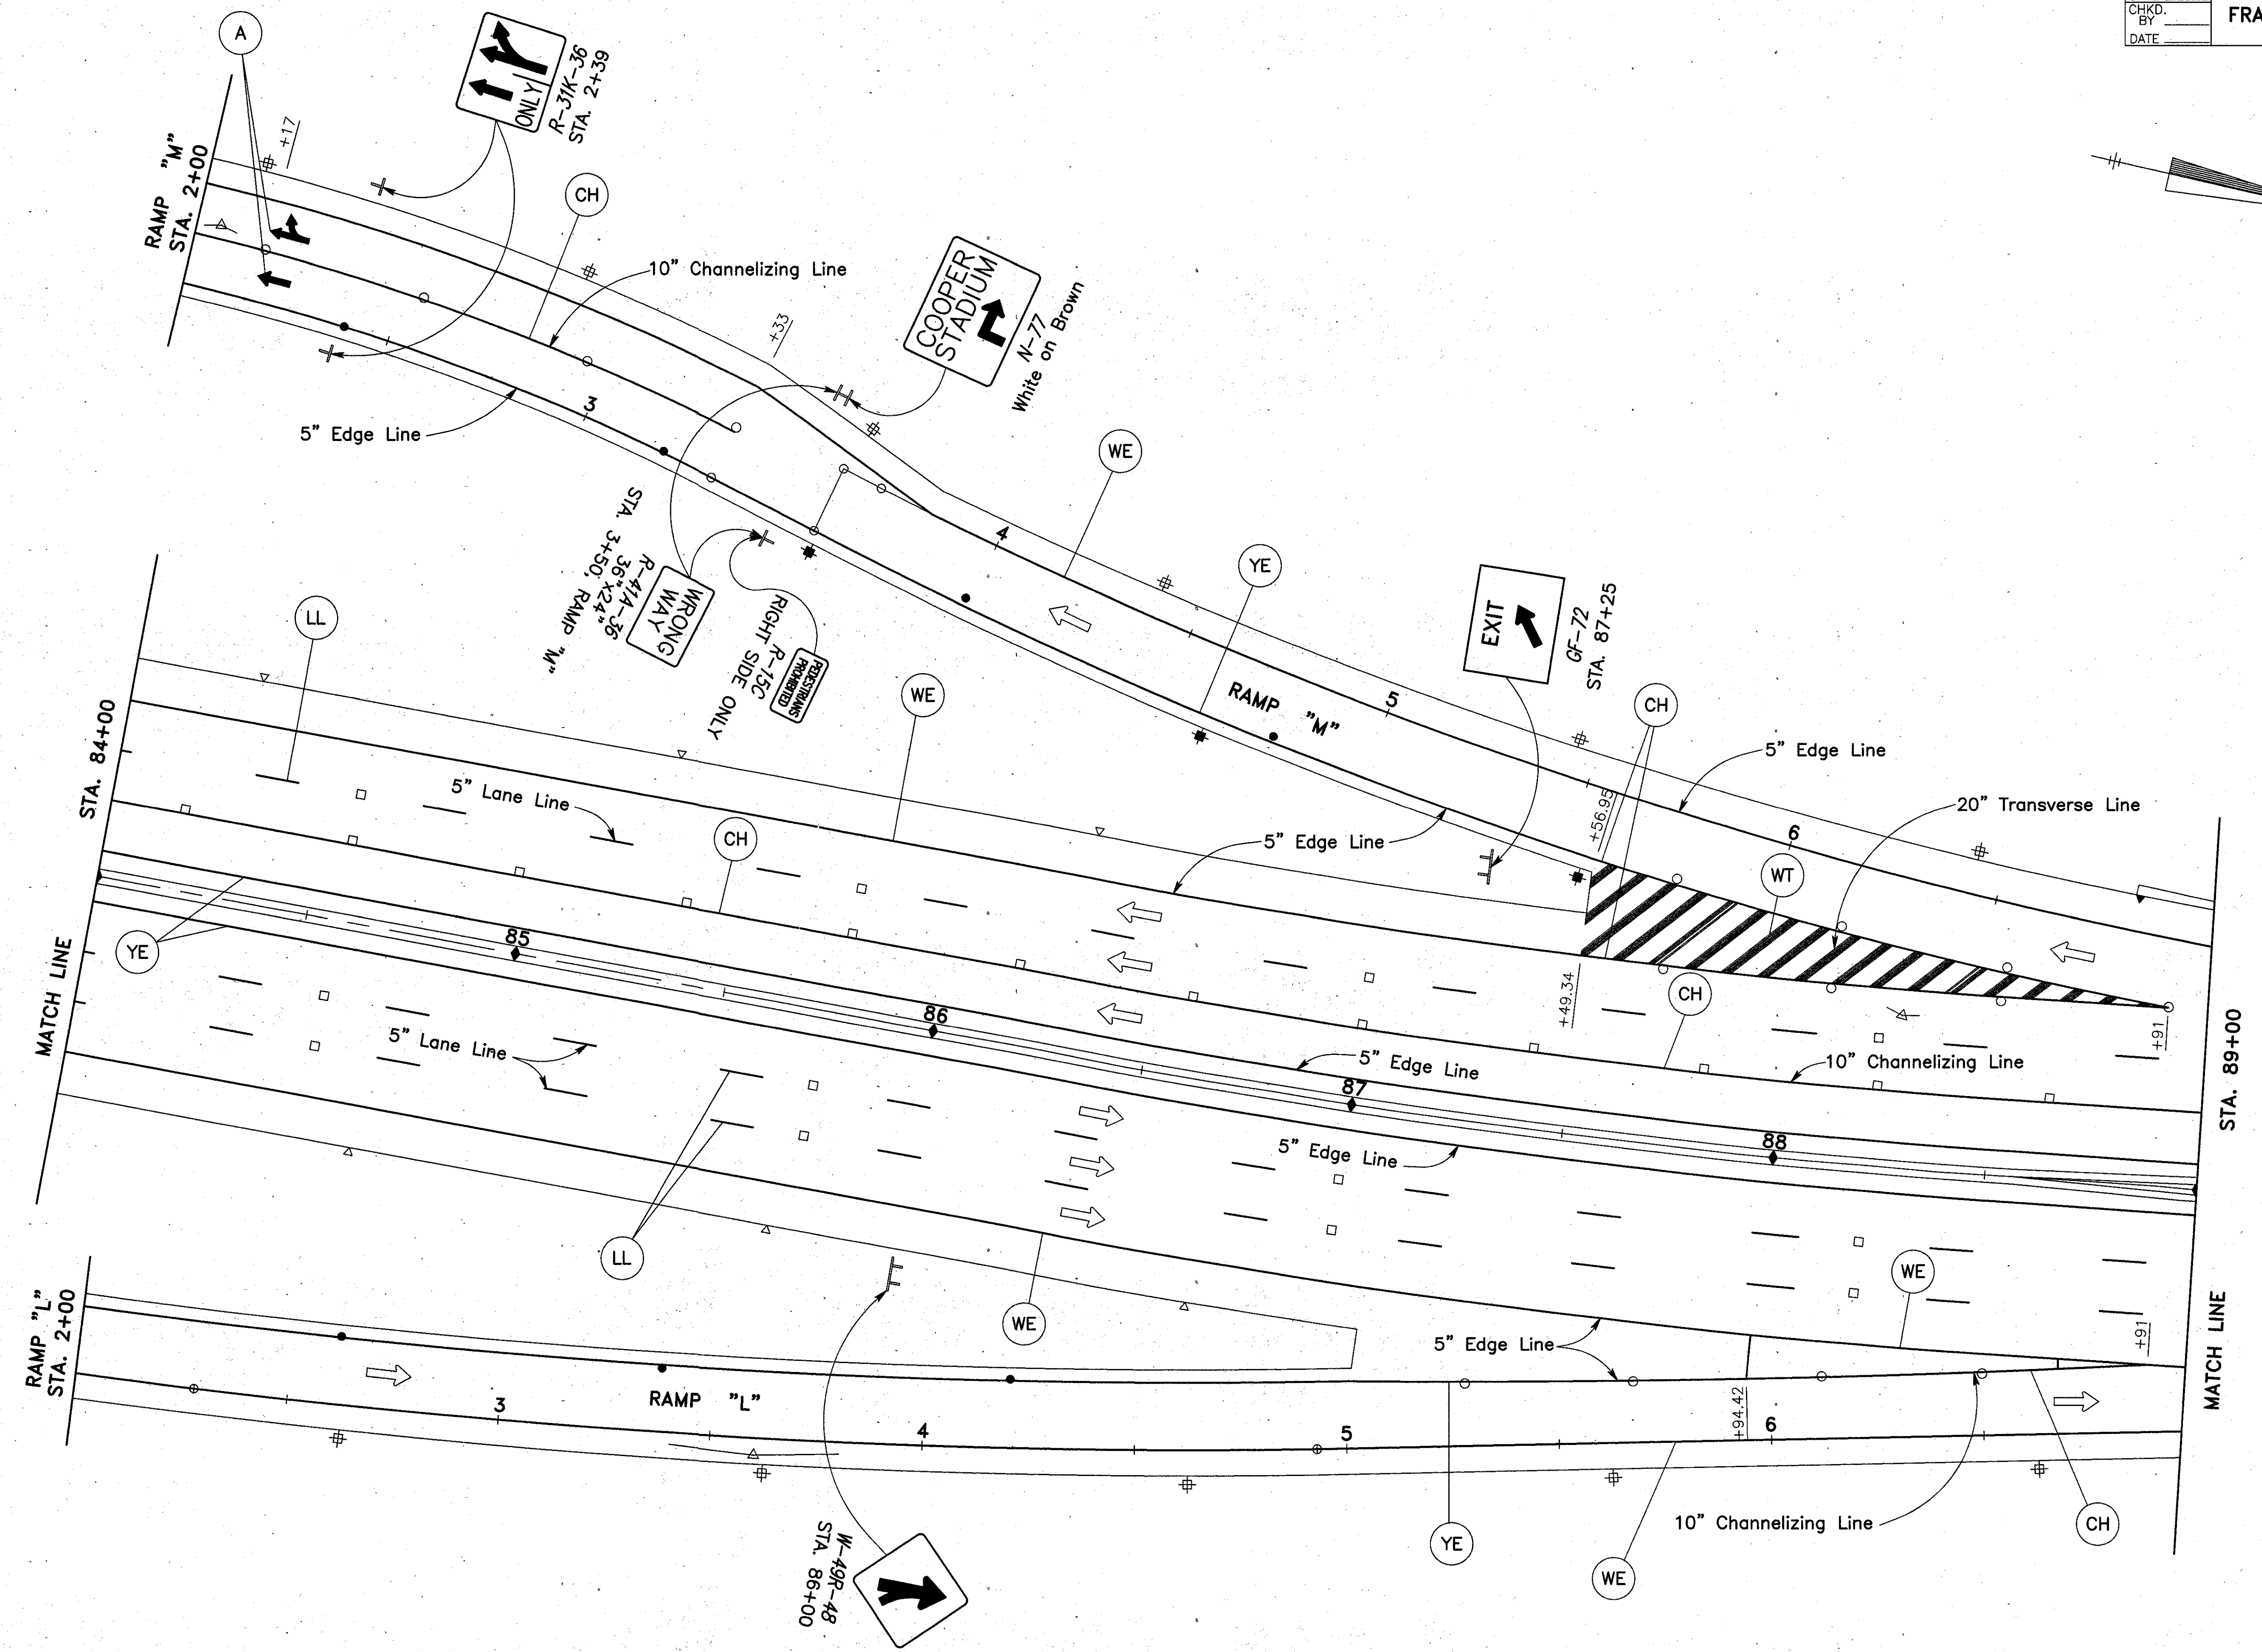 CHKD.
BY
DATE
FRA
A
ONLY
R-31K-36
STA. 2+39
RAMP "M"
STA. 2+00
+17
CH
10" Channelizing Line
+33
COOPER
STADIUM
N-77
White on Brown
3
5" Edge Line
WE
4
YE
STA. 3+50, RAMP "M"
36"x24"
R-41A-36
WRONG
WAY
RIGHT SIDE ONLY
R-15C
PEDESTRIANS
PROHIBITED
EXIT
GF-72
STA. 87+25
RAMP "M"
5
CH
5" Edge Line
+56.95
20" Transverse Line
6
WT
LL
WE
STA. 84+00
5" Lane Line
CH
5" Edge Line
MATCH LINE
YE
85
86
+49.34
CH
+91
5" Lane Line
5" Edge Line
10" Channelizing Line
87
5" Edge Line
88
STA. 89+00
LL
WE
WE
5" Edge Line
+91
MATCH LINE
RAMP "L"
STA. 2+00
3
RAMP "L"
4
5
+94.42
6
10" Channelizing Line
CH
YE
WE
W-49R-48
STA. 86+00